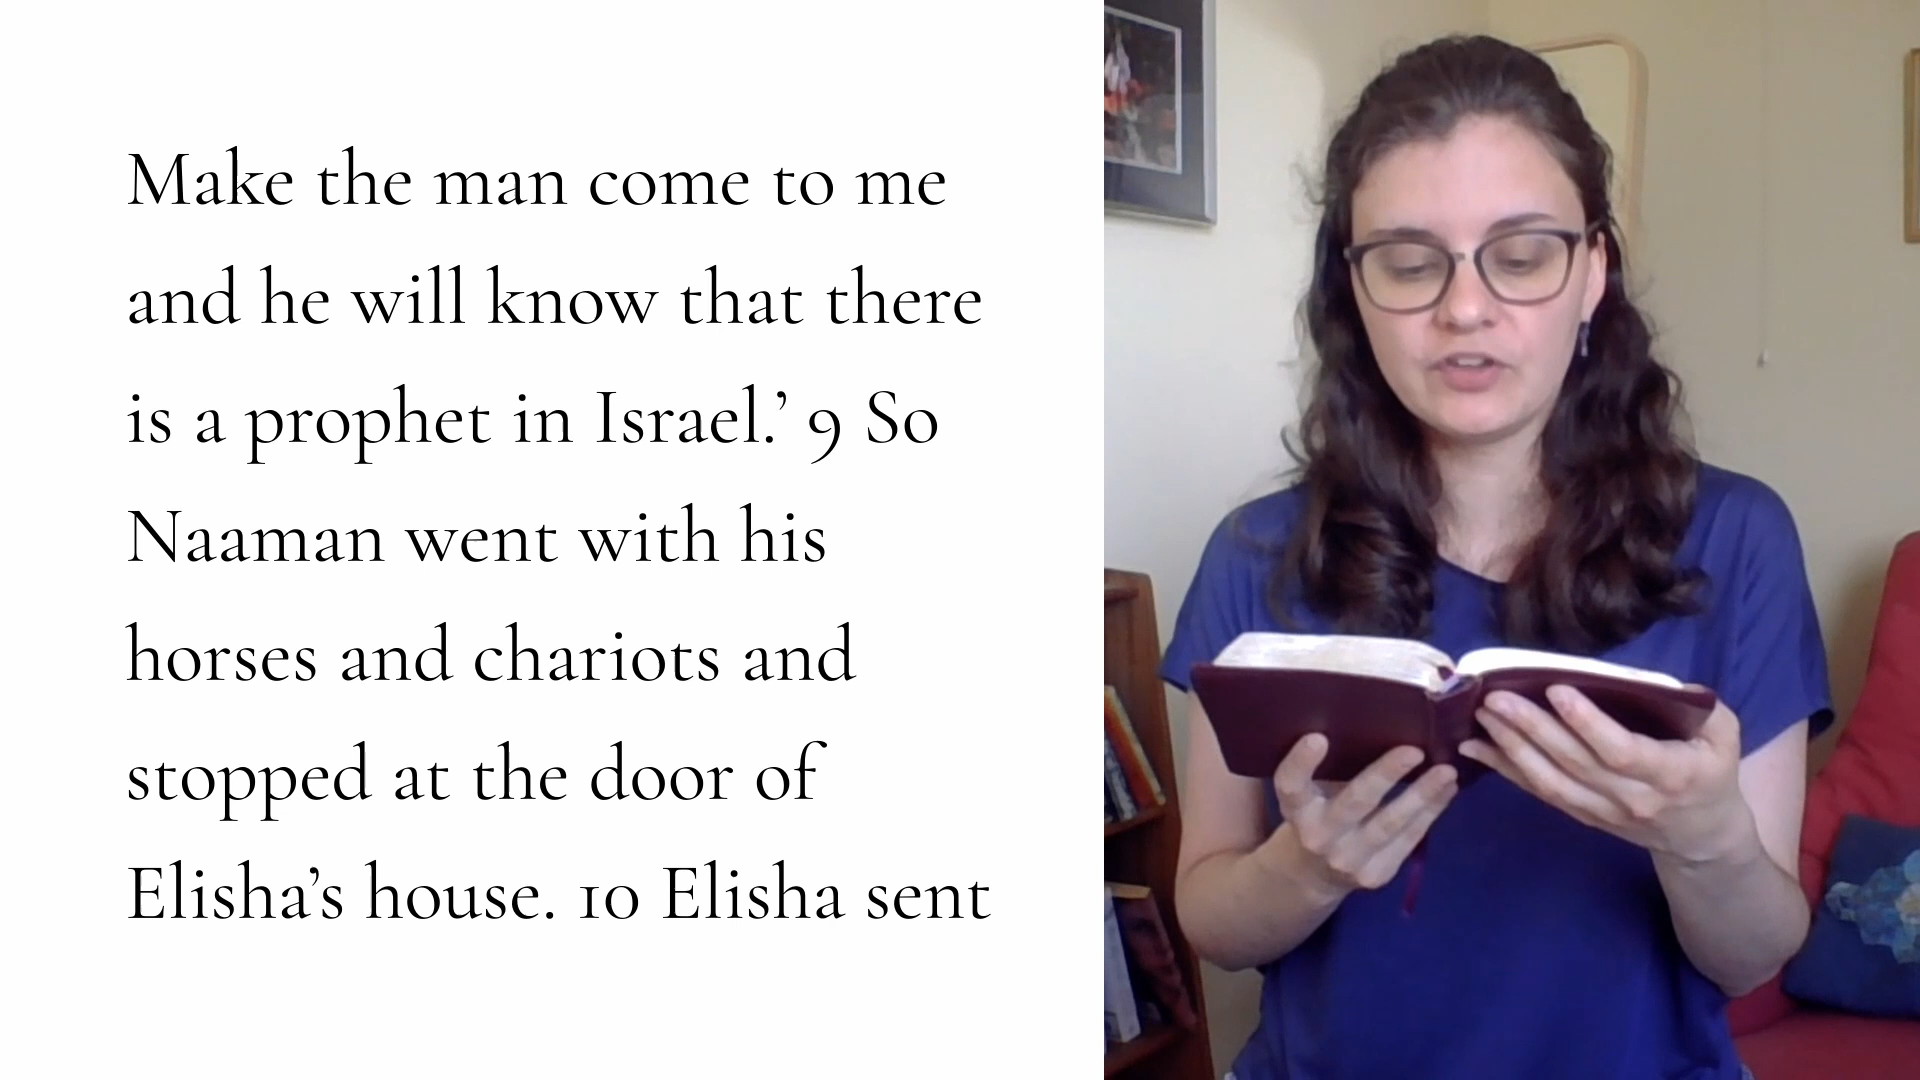 Make the man come to me
and he will know that there
is a prophet in Israel.’ 9 So
Naaman went with his
horses and chariots and
stopped at the door of
Elisha’s house. 10 Elisha sent